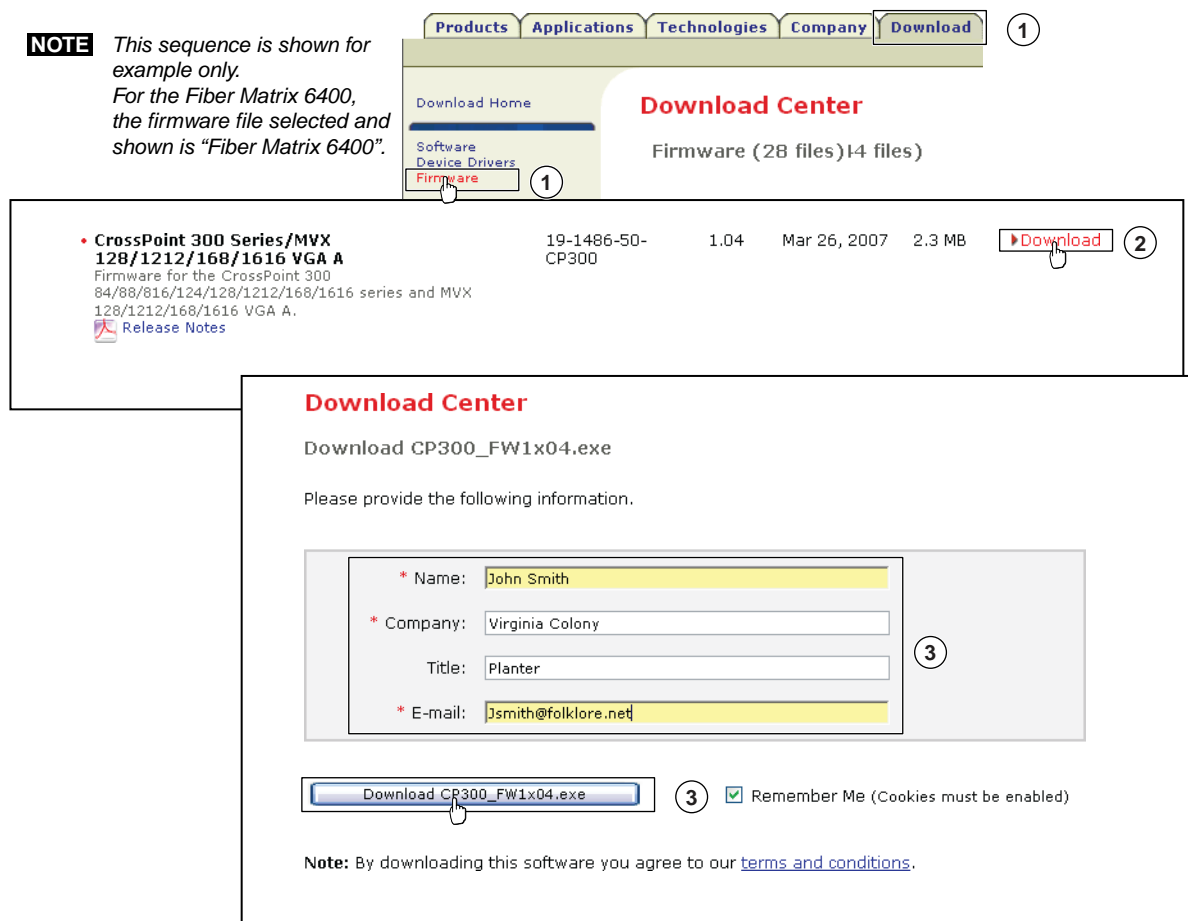 Products Applications Technologies Company Download 1
NOTE This sequence is shown for
example only.
For the Fiber Matrix 6400,
the firmware file selected and
shown is “Fiber Matrix 6400”.
Download Home
Software
Device Drivers
Firmware 1
Download Center
Firmware (28 files)
4 files)
• CrossPoint 300 Series/MVX
128/1212/168/1616 VGA A
Firmware for the CrossPoint 300
84/88/816/124/128/1212/168/1616 series and MVX
128/1212/168/1616 VGA A.
Release Notes
19-1486-50-
CP300
1.04
Mar 26, 2007
2.3 MB
Download 2
Download Center
Download CP300_FW1x04.exe
Please provide the following information.
* Name: John Smith
* Company: Virginia Colony
Title: Planter
* E-mail: Jsmith@folklore.net
3
Download CP300_FW1x04.exe 3 Remember Me (Cookies must be enabled)
Note: By downloading this software you agree to our terms and conditions.